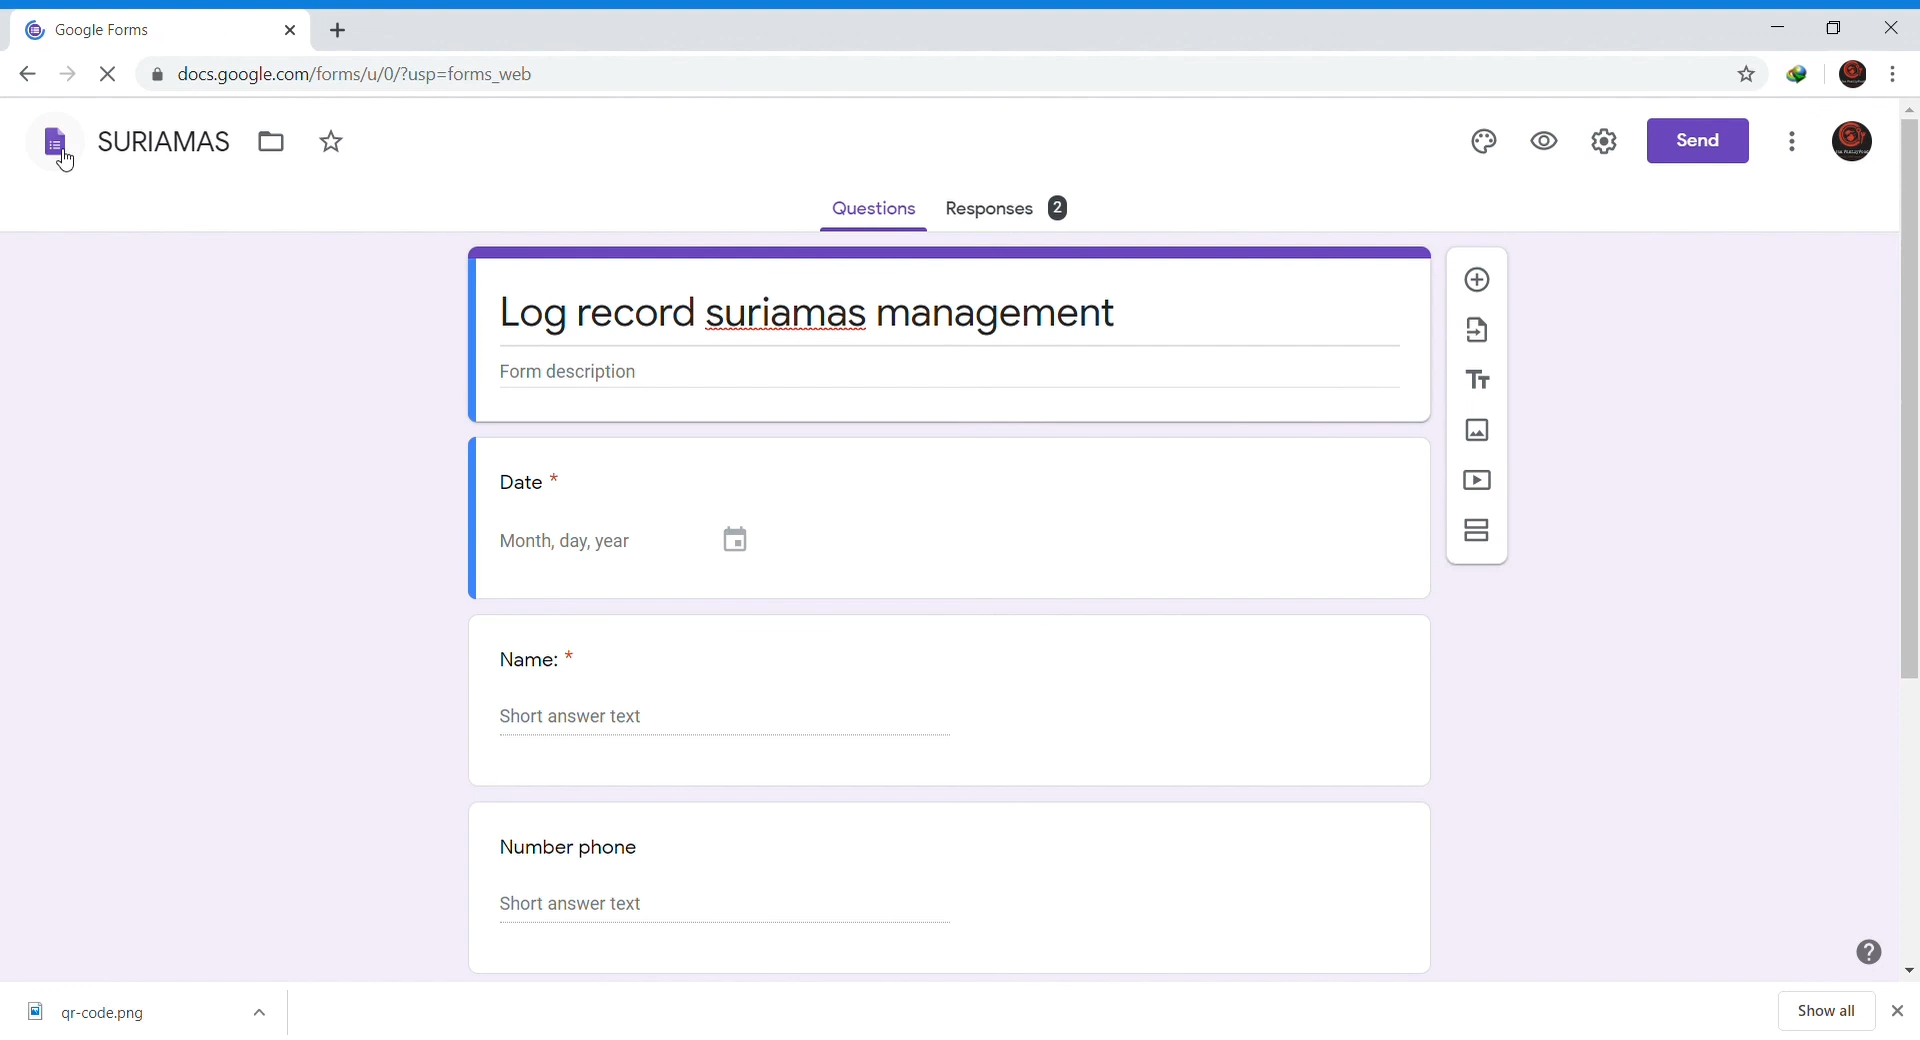 Google Forms
docs.google.com/forms/u/0/?usp=forms_web
SURIAMAS
Send
Questions Responses 2
Log record suriamas management
Form description
Date *
Month, day, year
Name: *
Short answer text
Number phone
Short answer text
qr-code.png
Show all